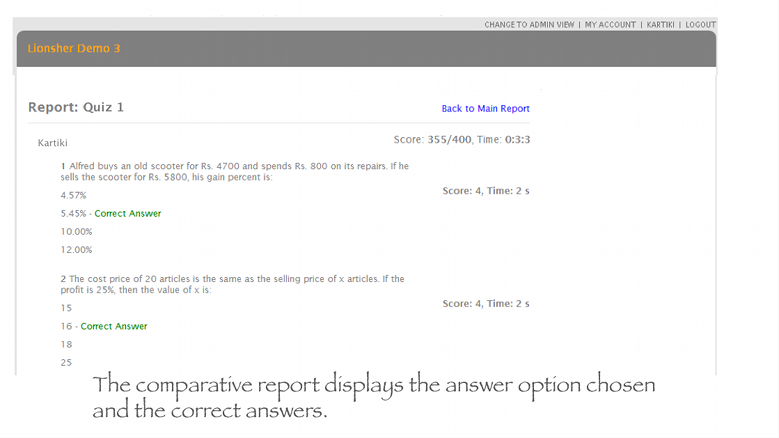 CHANGE TO ADMIN VIEW | MY ACCOUNT | KARTIKI | LOGOUT
Lionsher Demo 3
Report: Quiz 1
Back to Main Report
Kartiki
Score: 355/400, Time: 0:3:3
1 Alfred buys an old scooter for Rs. 4700 and spends Rs. 800 on its repairs. If he
sells the scooter for Rs. 5800, his gain percent is:
Score: 4, Time: 2 s
4.57%
5.45% - Correct Answer
10.00%
12.00%
2 The cost price of 20 articles is the same as the selling price of x articles. If the
profit is 25%, then the value of x is:
Score: 4, Time: 2 s
15
16 - Correct Answer
18
25
The comparative report displays the answer option chosen
and the correct answers.